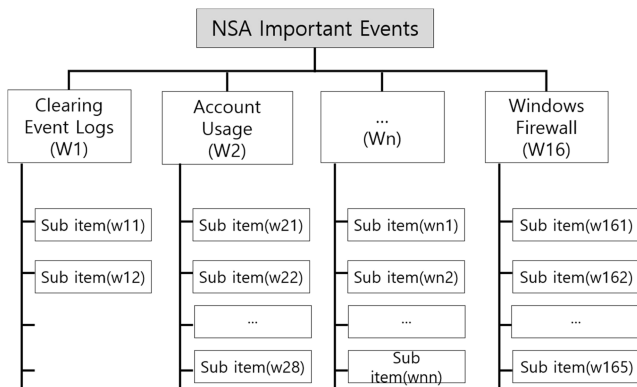 NSA Important Events
Clearing
Event Logs
(W1)
Account
Usage
(W2)
...
(Wn)
Windows
Firewall
(W16)
Sub item(w11)
Sub item(w21)
Sub item(wn1)
Sub item(w161)
Sub item(w12)
Sub item(w22)
Sub item(wn2)
Sub item(w162)
...
...
...
Sub item(w28)
Sub
item(wnn)
Sub item(w165)